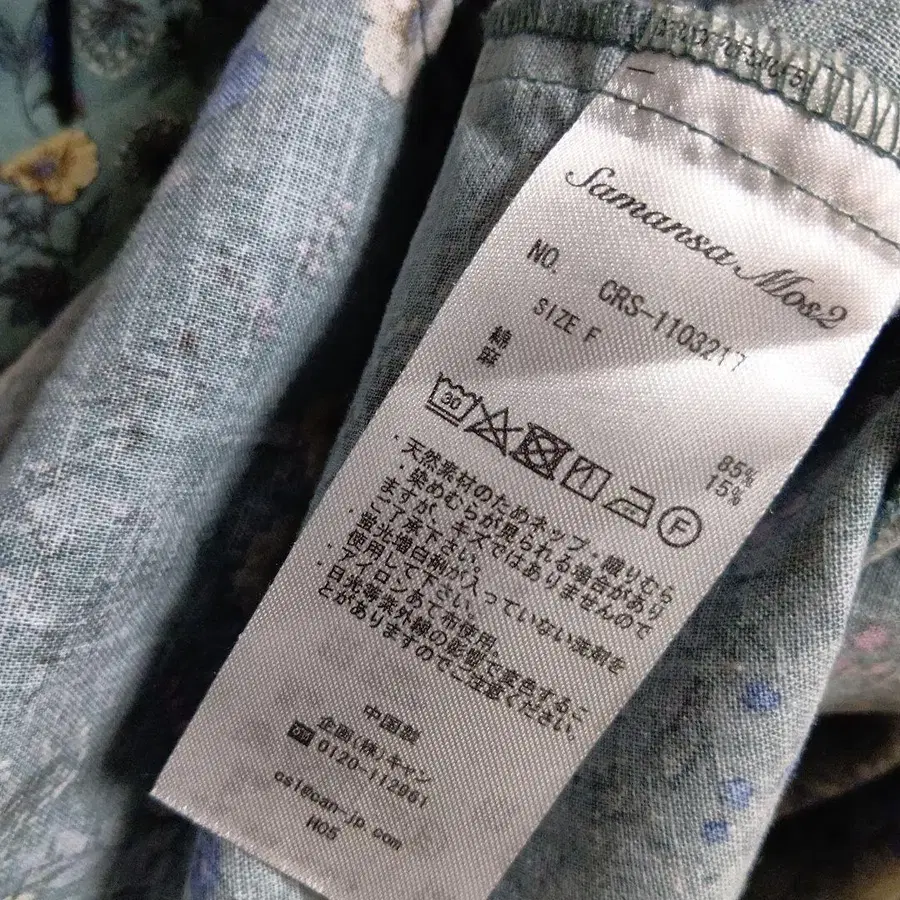 Samansa Mos2
NO. CRS-1103217
SIZE F
綿 85%
麻 15%
30
F
・天然素材のためネップ・織りむら
・染めむらが見られる場合があり
ますが、キズではありませんので
ご了承下さい。
・蛍光増白剤が入っていない洗剤を
使用して下さい。
・アイロンあて布使用。
・日光等紫外線の影響で変色するこ
とがありますのでご注意ください。
中国製
企画(株)キャン
0120-112961
eslecan-jp.com
H05